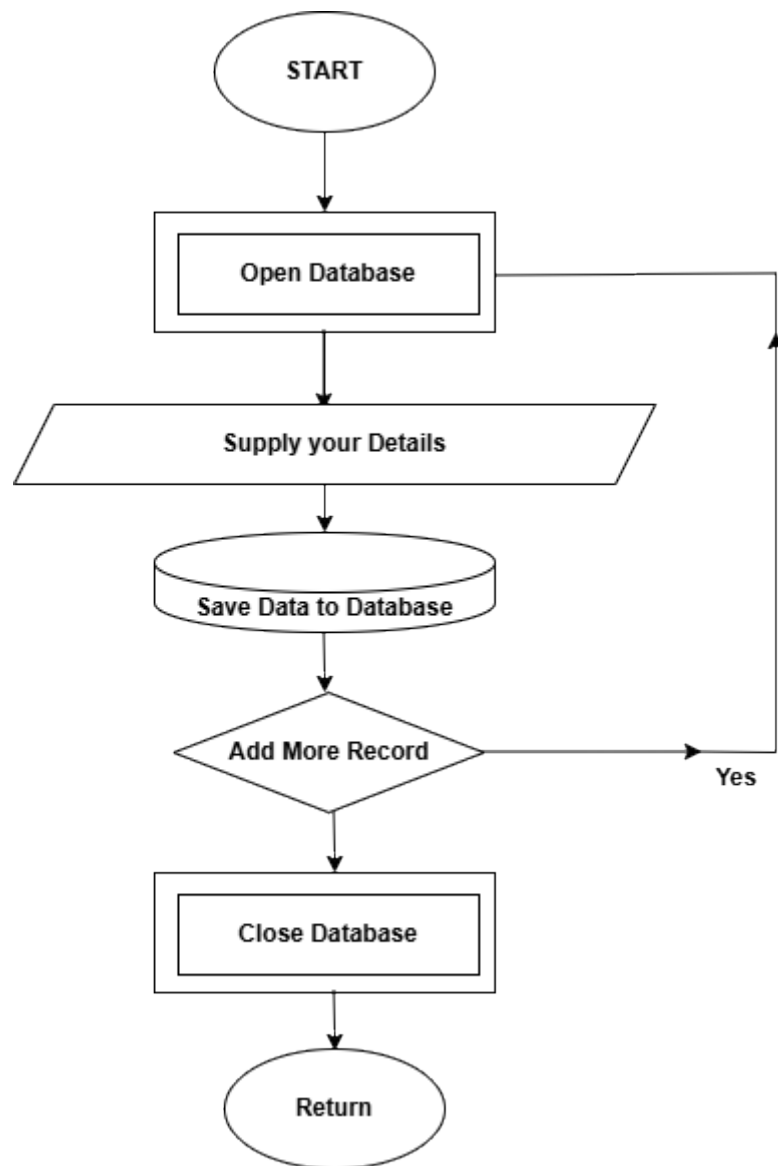 START
Open Database
Supply your Details
Save Data to Database
Add More Record
Yes
Close Database
Return